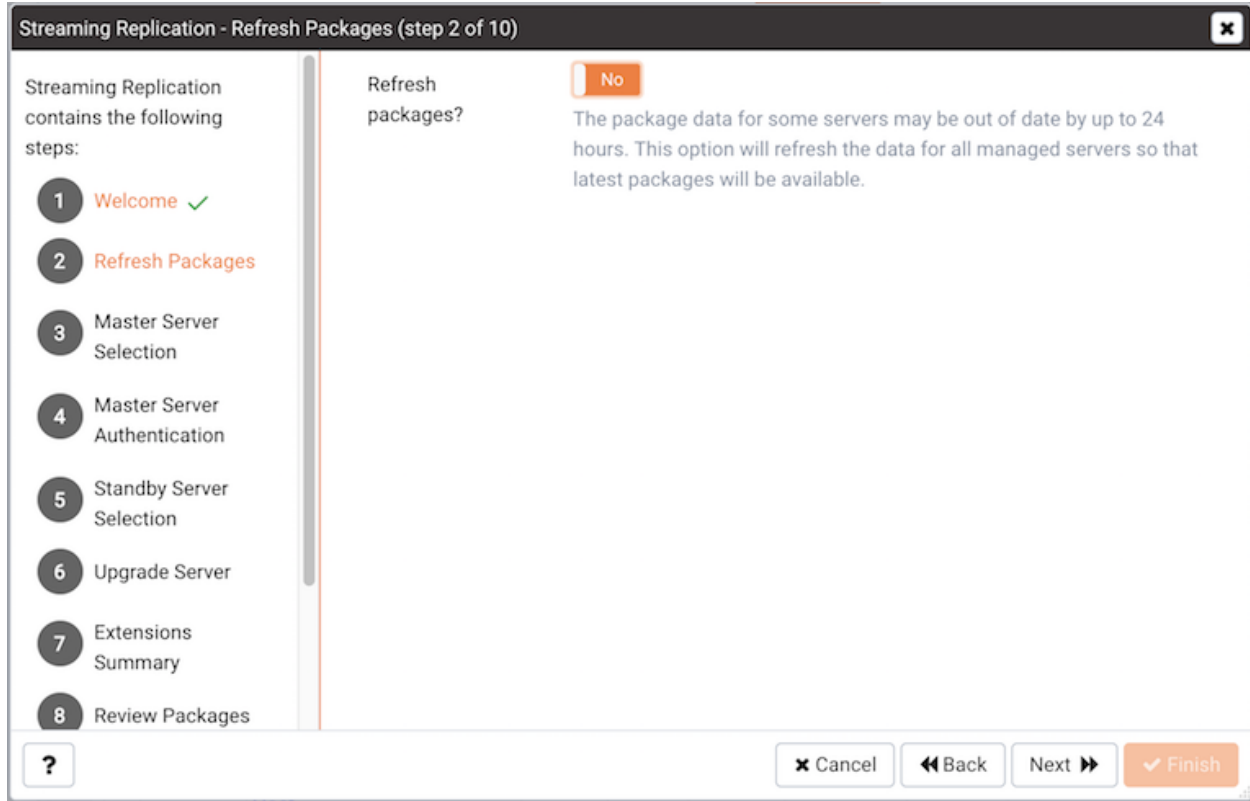 Streaming Replication - Refresh Packages (step 2 of 10)
Streaming Replication
contains the following
steps:
1 Welcome
2 Refresh Packages
3 Master Server
Selection
4 Master Server
Authentication
5 Standby Server
Selection
6 Upgrade Server
7 Extensions
Summary
8 Review Packages
Refresh
packages?
No
The package data for some servers may be out of date by up to 24
hours. This option will refresh the data for all managed servers so that
latest packages will be available.
?
Cancel
Back
Next
Finish